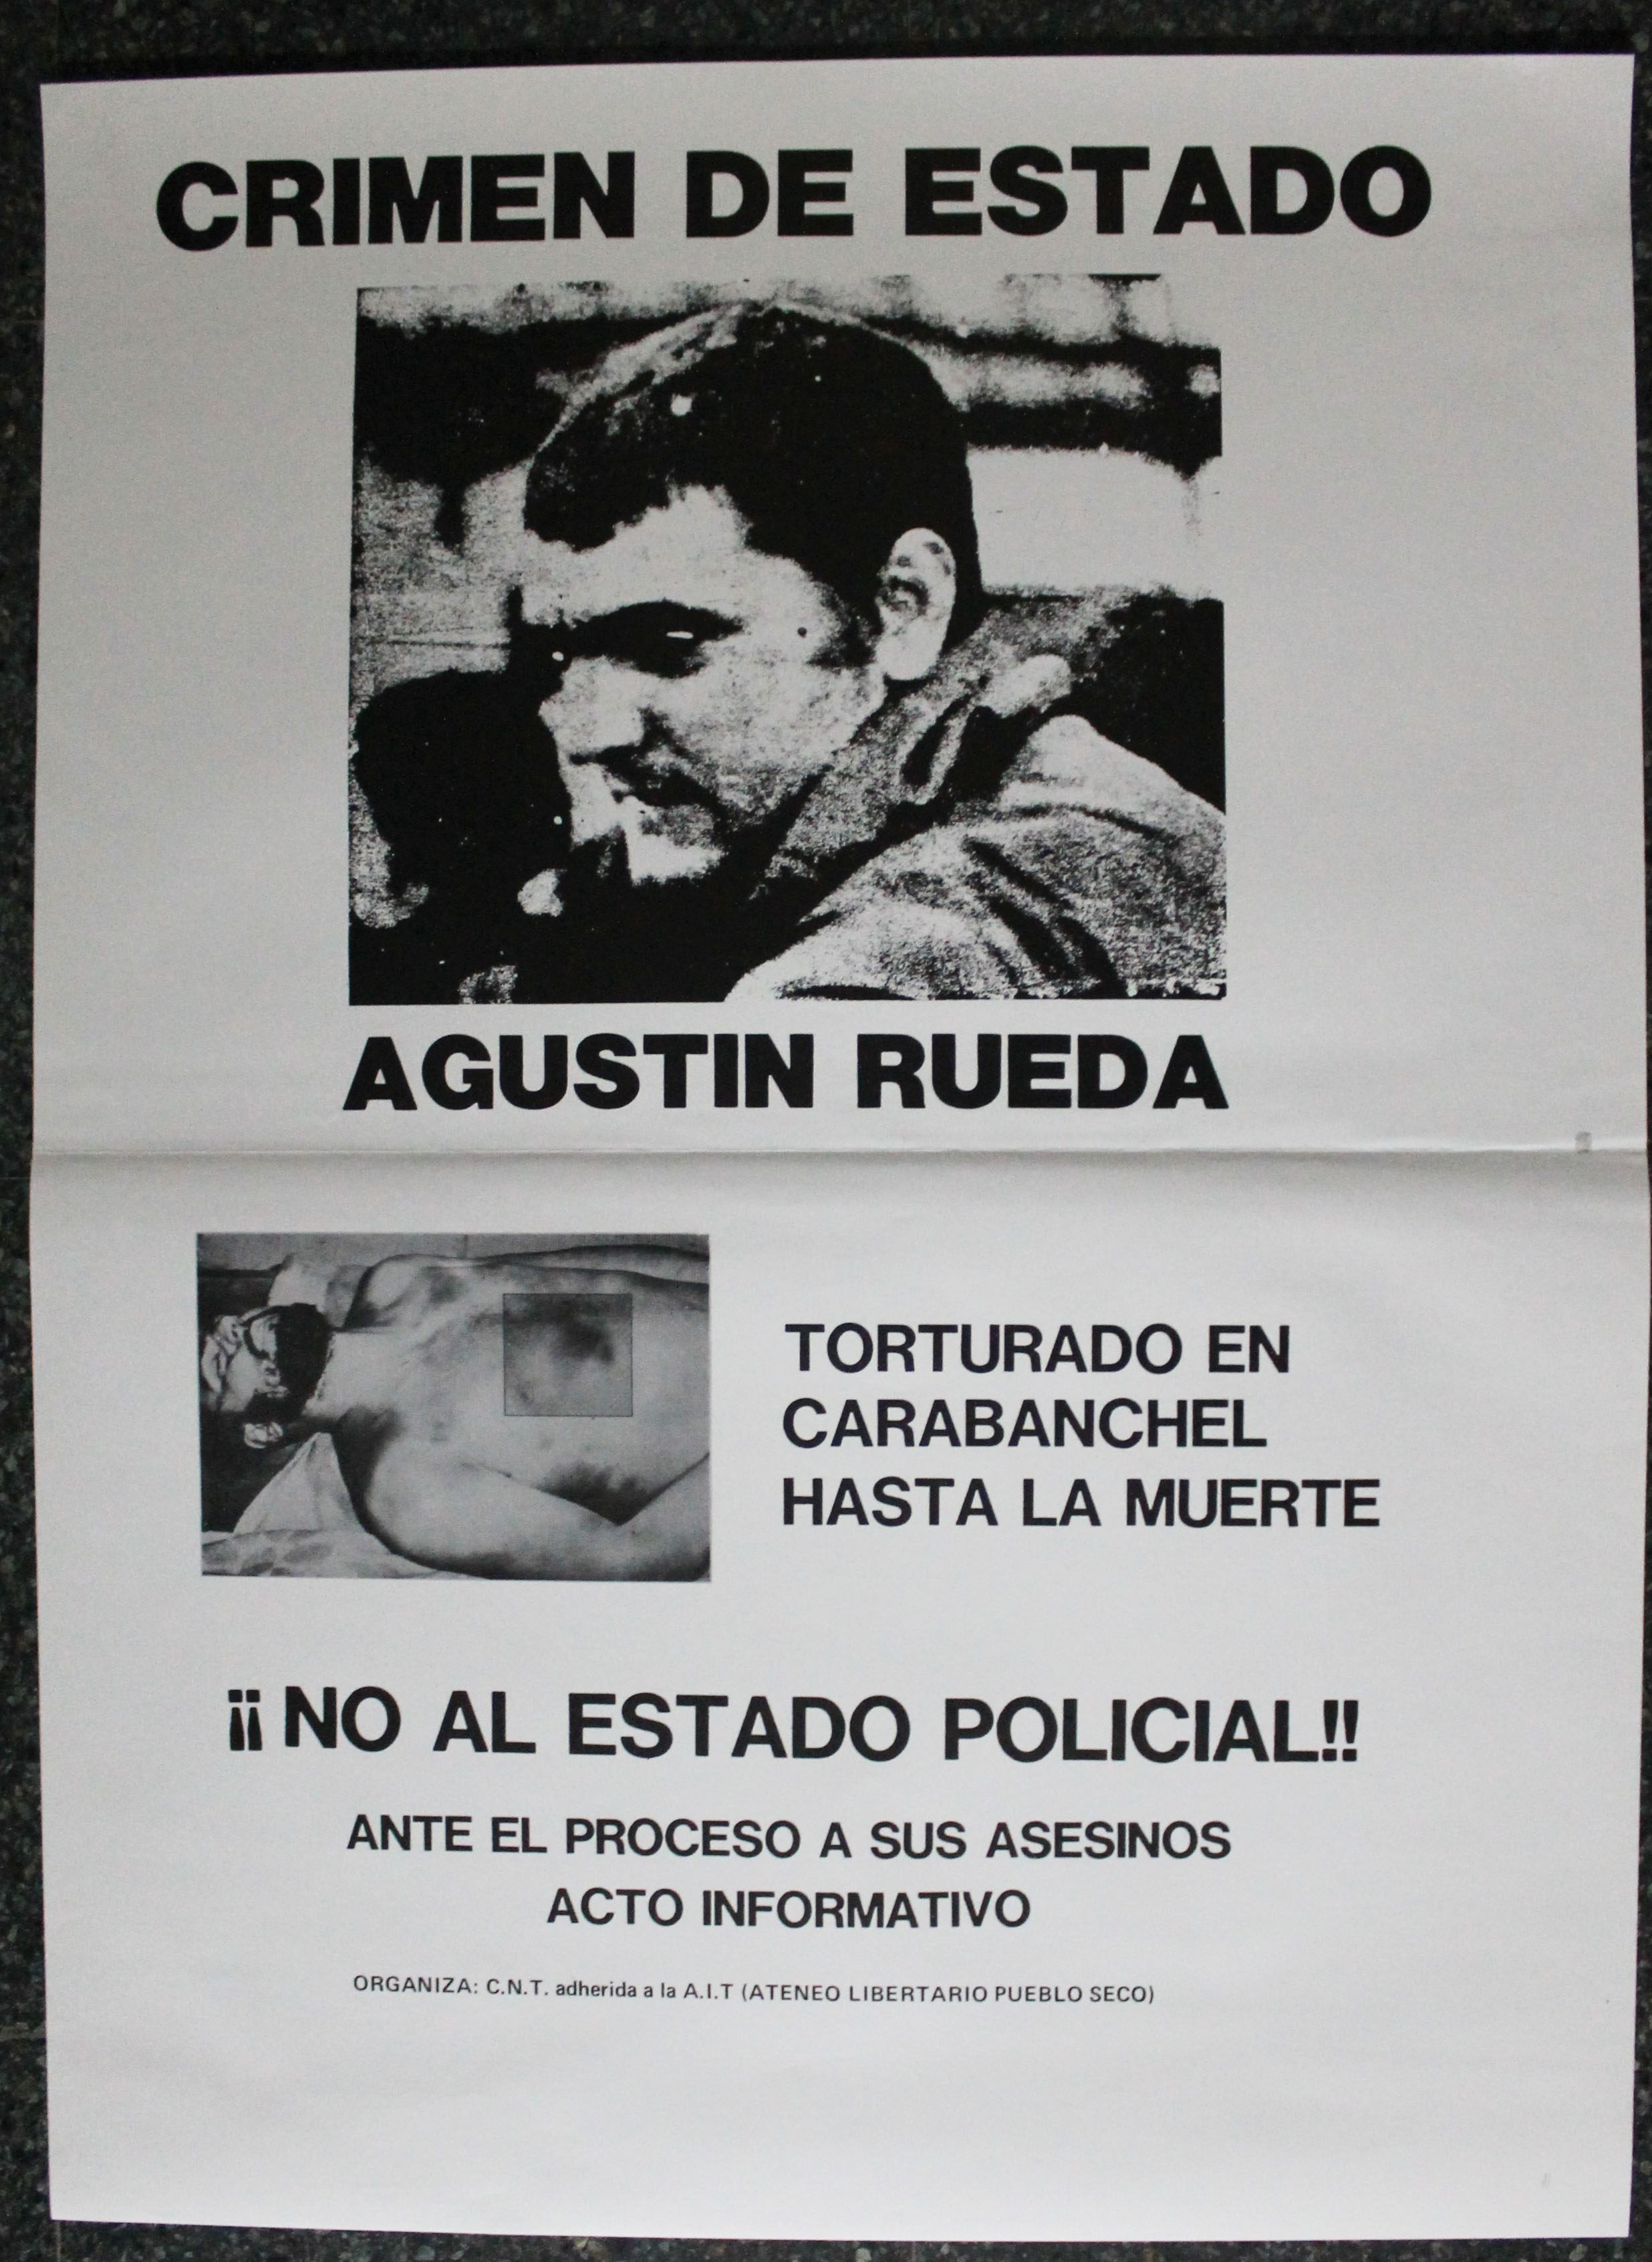 CRIMEN DE ESTADO
AGUSTIN RUEDA
TORTURADO EN
CARABANCHEL
HASTA LA MUERTE
¡¡NO AL ESTADO POLICIAL!!
ANTE EL PROCESO A SUS ASESINOS
ACTO INFORMATIVO
ORGANIZA: C.N.T. adherida a la A.I.T (ATENEO LIBERTARIO PUEBLO SECO)